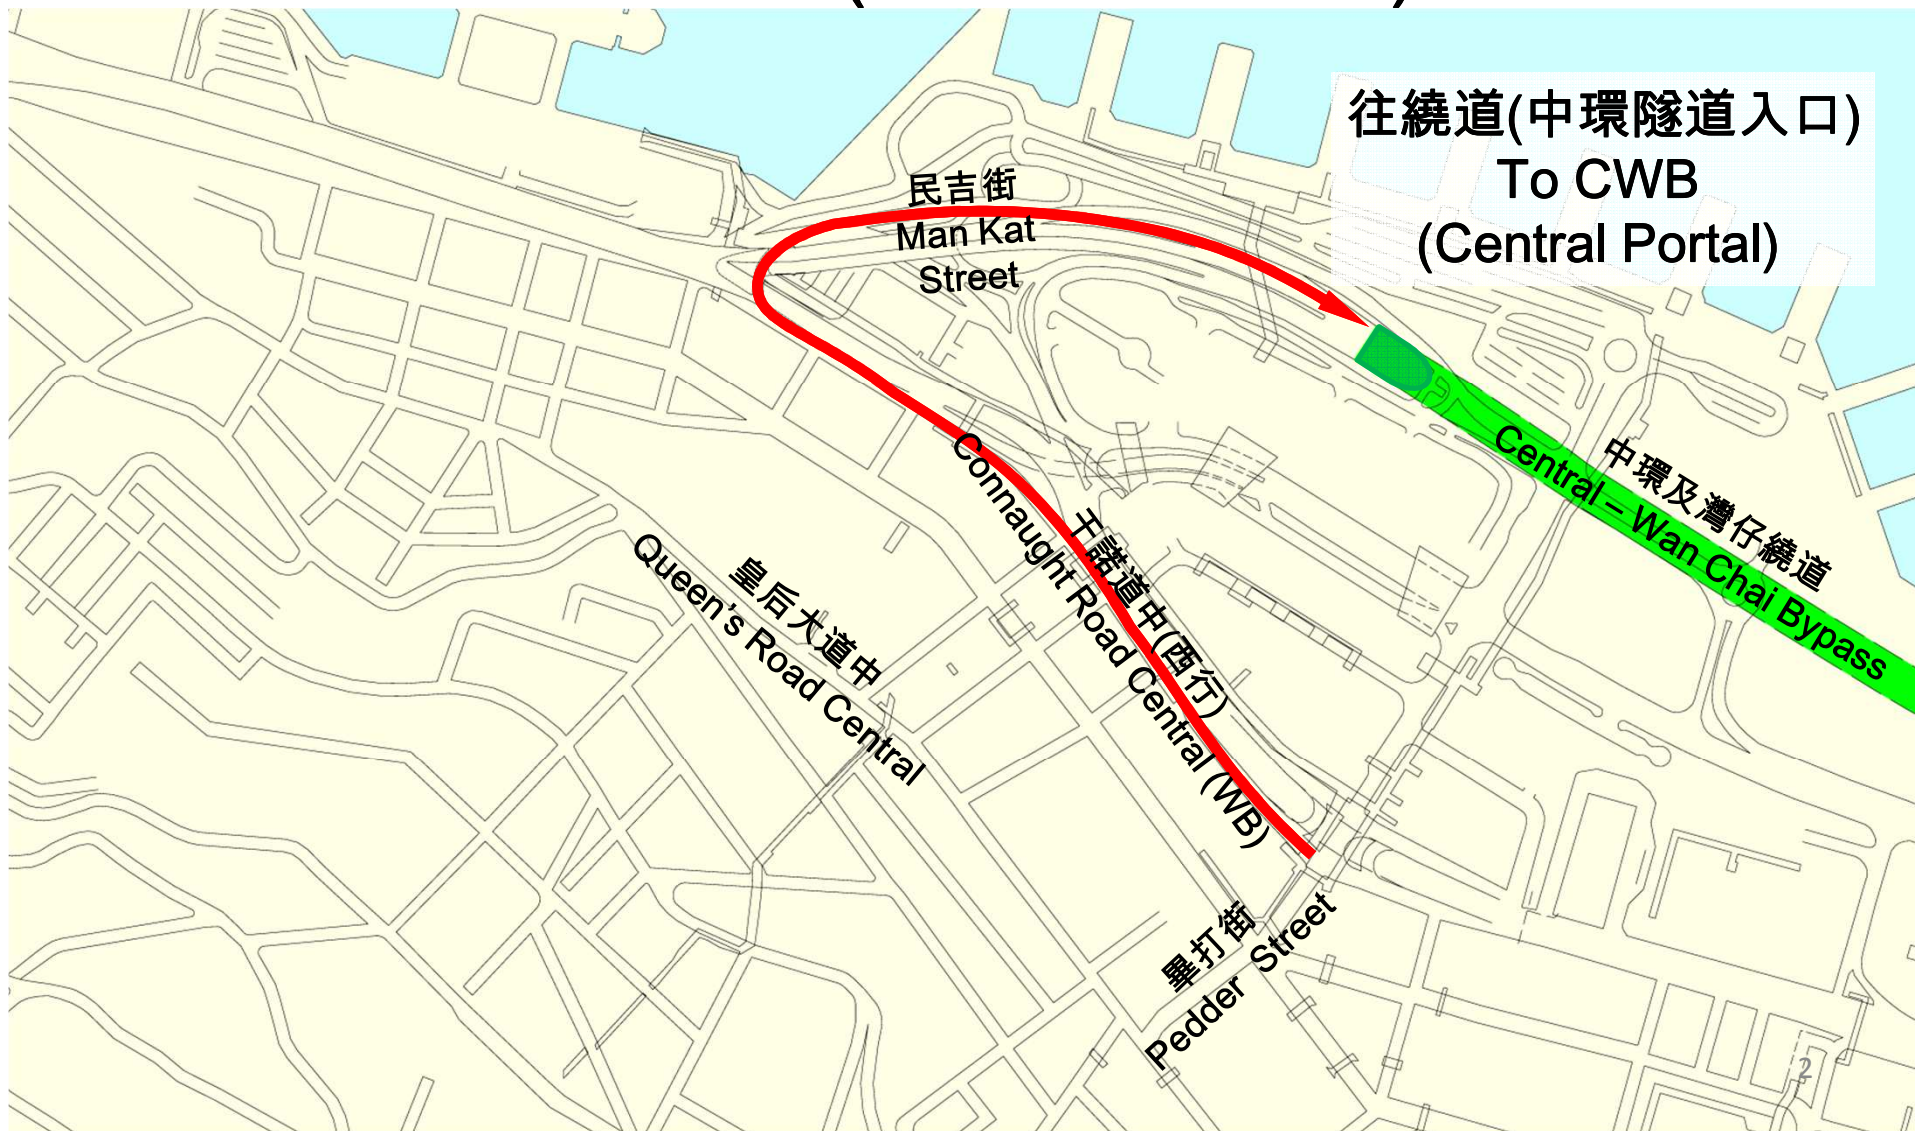 往繞道(中環隧道入口)
To CWB
(Central Portal)
民吉街
Man Kat
Street
中環及灣仔繞道
Central – Wan Chai Bypass
干諾道中(西行)
Connaught Road Central (WB)
皇后大道中
Queen's Road Central
畢打街
Pedder Street
2